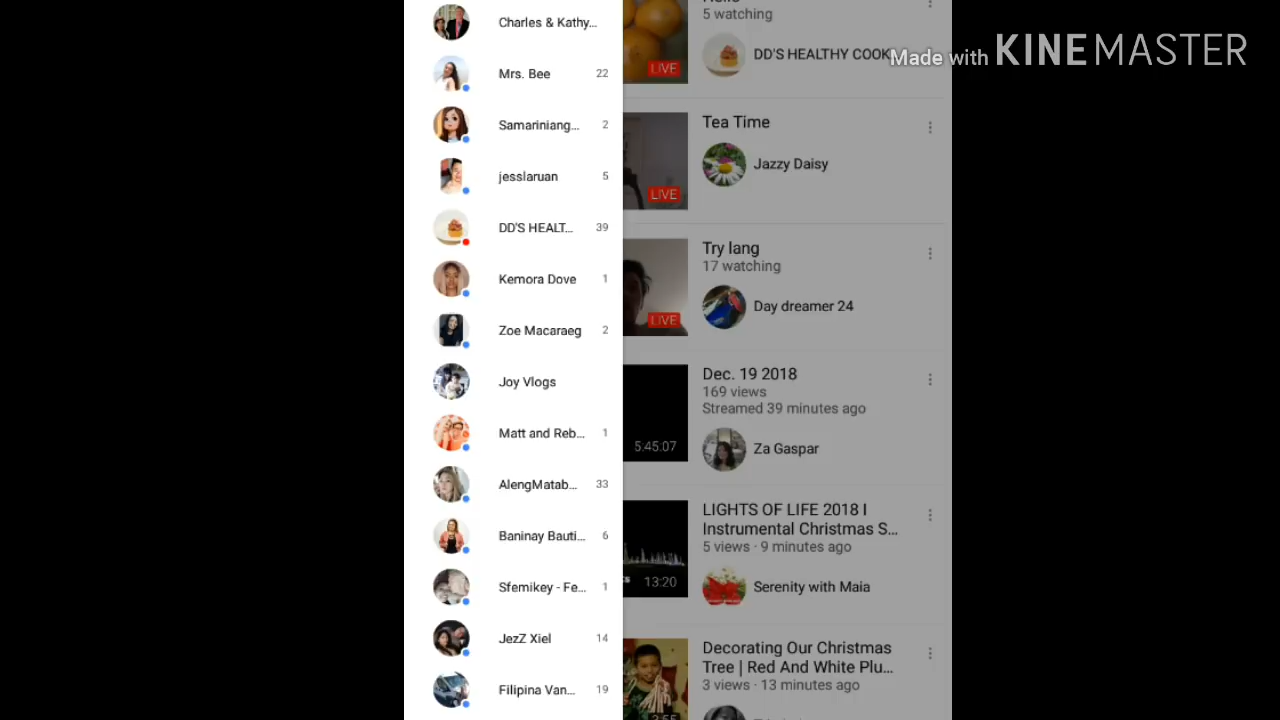 Charles & Kathy...
Mrs. Bee 22
Samariniang... 2
jesslaruan 5
DD'S HEALT... 39
Kemora Dove 1
Zoe Macaraeg 2
Joy Vlogs
Matt and Reb... 1
AlengMatab... 33
Baninay Bauti... 6
Sfemikey - Fe... 1
JezZ Xiel 14
Filipina Van... 19
5 watching
LIVE
DD'S HEALTHY COOK
Made with KINEMASTER
Tea Time
Jazzy Daisy
LIVE
Try lang
17 watching
Day dreamer 24
LIVE
Dec. 19 2018
169 views
Streamed 39 minutes ago
5:45:07
Za Gaspar
LIGHTS OF LIFE 2018 I
Instrumental Christmas S...
5 views · 9 minutes ago
13:20
Serenity with Maia
Decorating Our Christmas
Tree | Red And White Plu...
3 views · 13 minutes ago